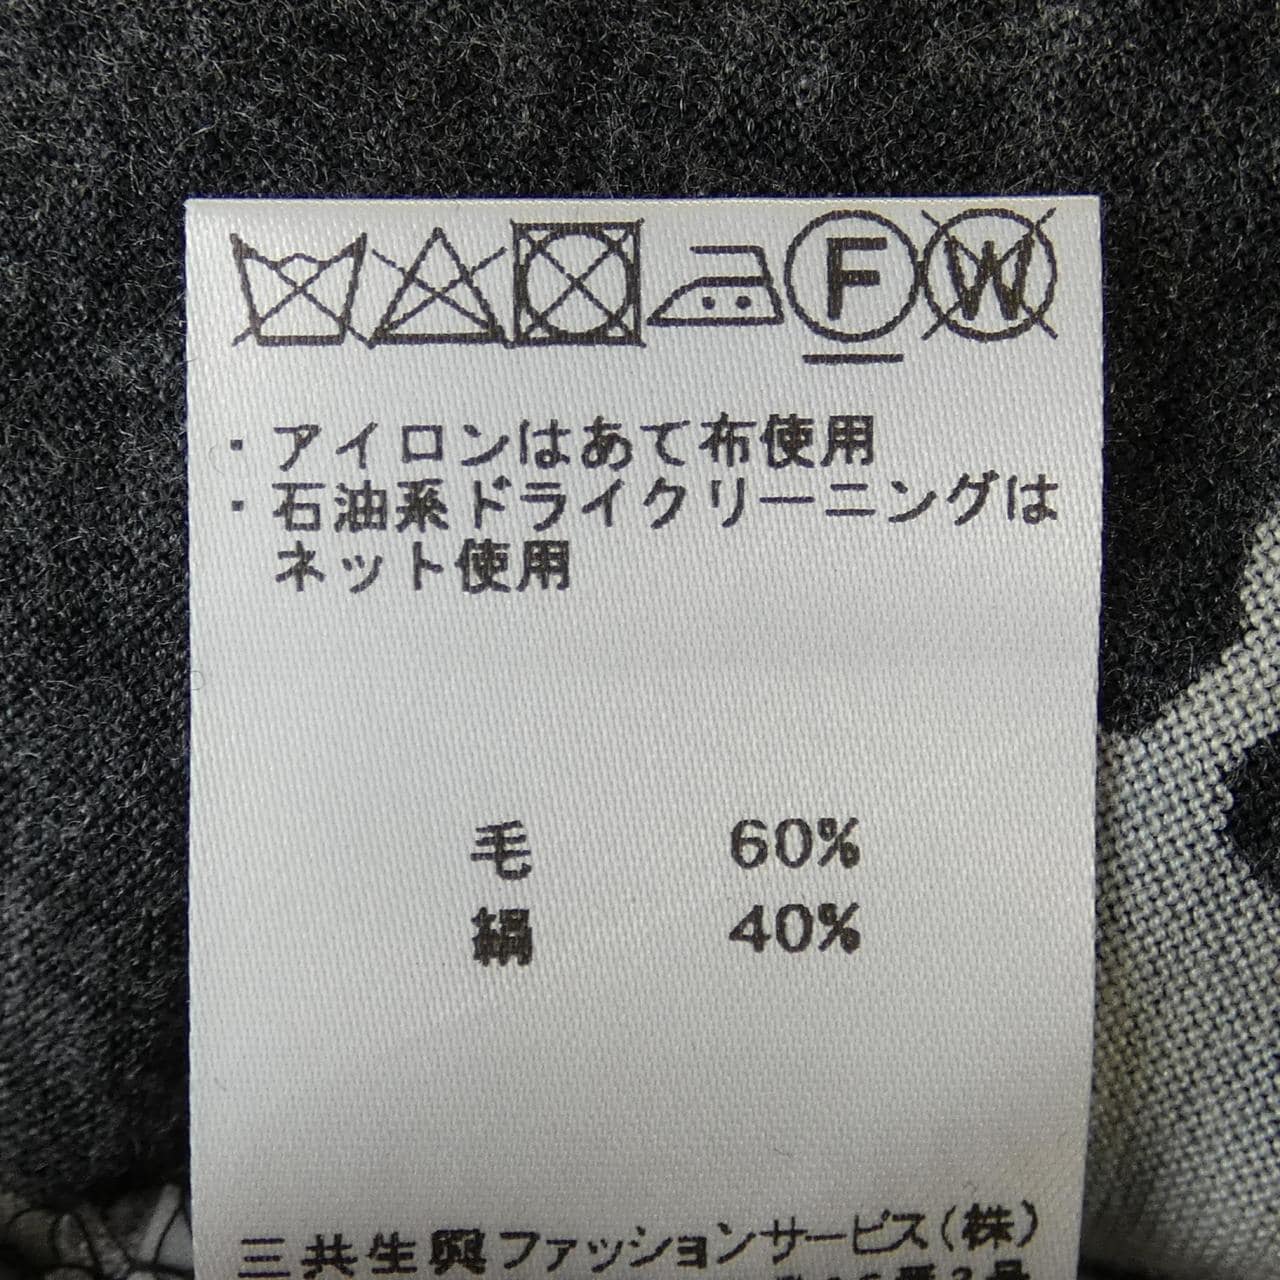 F W
・アイロンはあて布使用
・石油系ドライクリーニングは
ネット使用
毛 60%
絹 40%
三共生興ファッションサービス(株)